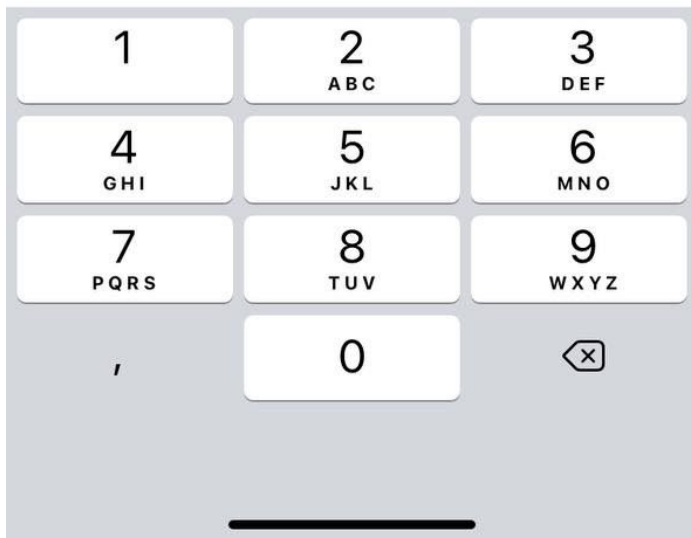 1 2 3
ABC DEF
4 5 6
GHI JKL MNO
7 8 9
PQRS TUV WXYZ
, 0